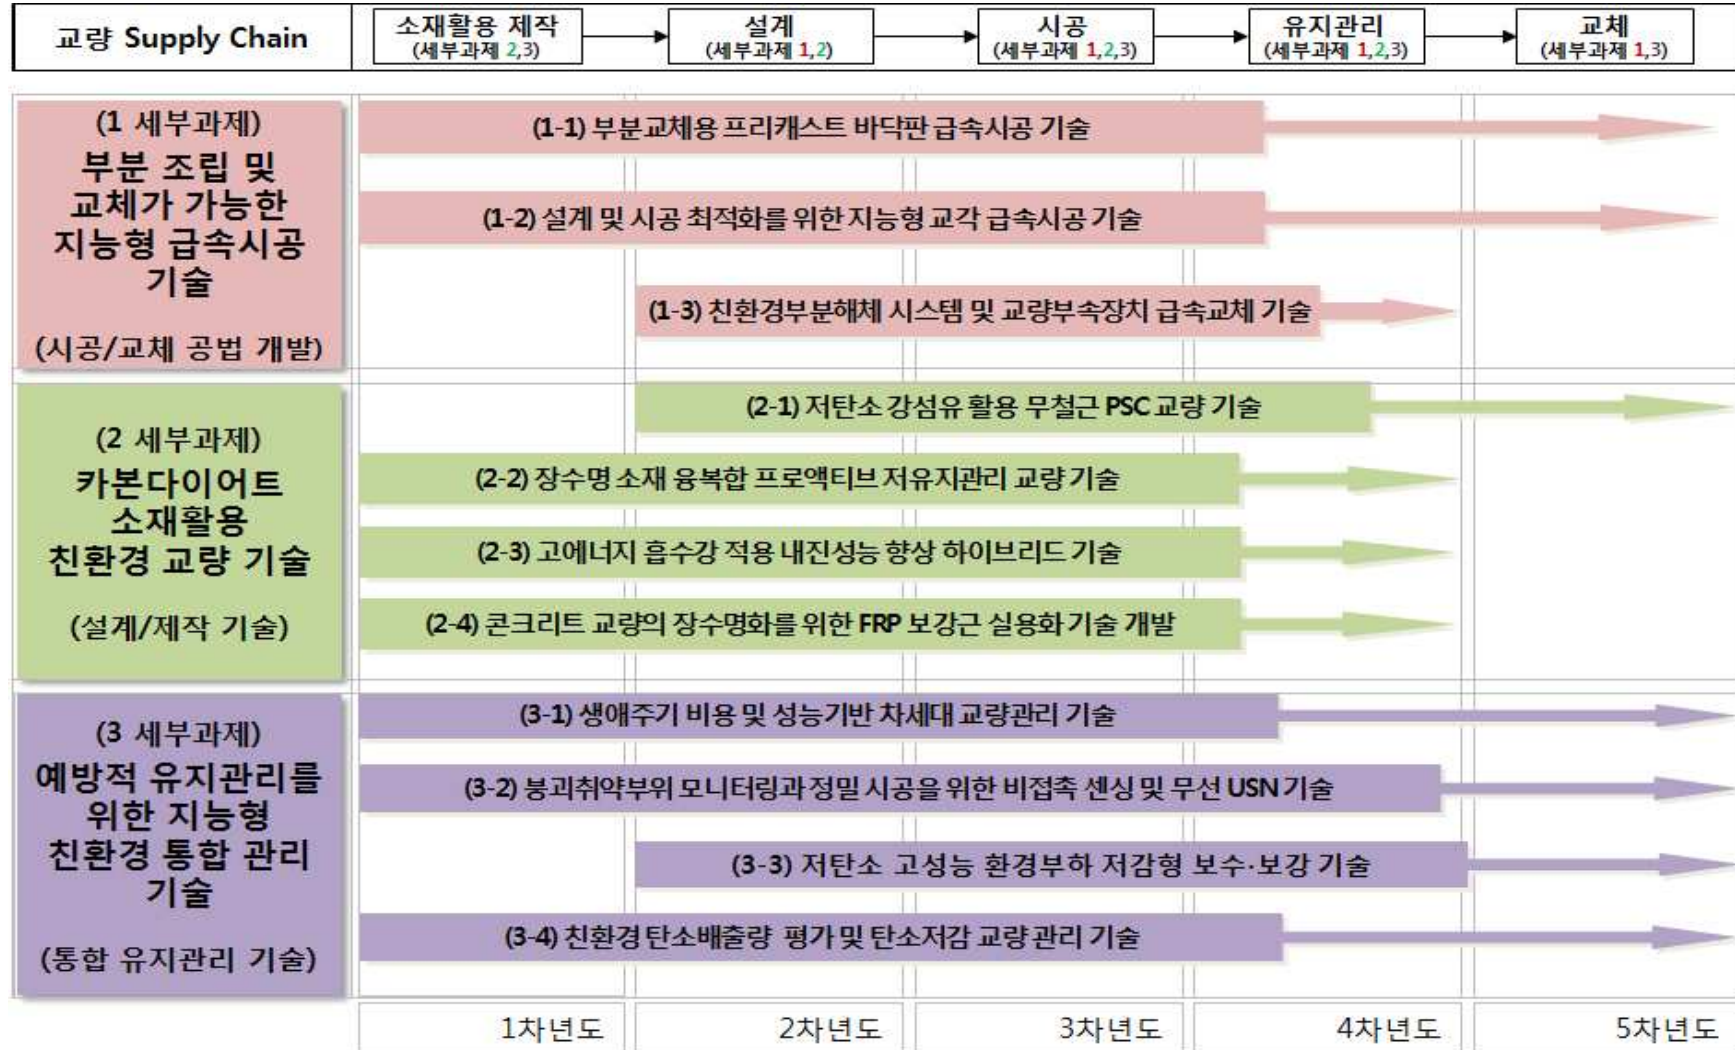 교량 Supply Chain
소재활용 제작
(세부과제 2,3)
설계
(세부과제 1,2)
시공
(세부과제 1,2,3)
유지관리
(세부과제 1,2,3)
교체
(세부과제 1,3)
(1 세부과제)
부분 조립 및
교체가 가능한
지능형 급속시공
기술
(시공/교체 공법 개발)
(1-1) 부분교체용 프리캐스트 바닥판 급속시공 기술
(1-2) 설계 및 시공 최적화를 위한 지능형 교각 급속시공 기술
(1-3) 친환경부분해체 시스템 및 교량부속장치 급속교체 기술
(2 세부과제)
카본다이어트
소재활용
친환경 교량 기술
(설계/제작 기술)
(2-1) 저탄소 강섬유 활용 무철근 PSC 교량 기술
(2-2) 장수명 소재 융복합 프로액티브 저유지관리 교량 기술
(2-3) 고에너지 흡수강 적용 내진성능 향상 하이브리드 기술
(2-4) 콘크리트 교량의 장수명화를 위한 FRP 보강근 실용화 기술 개발
(3 세부과제)
예방적 유지관리를
위한 지능형
친환경 통합 관리
기술
(통합 유지관리 기술)
(3-1) 생애주기 비용 및 성능기반 차세대 교량관리 기술
(3-2) 붕괴취약부위 모니터링과 정밀 시공을 위한 비접촉 센싱 및 무선 USN 기술
(3-3) 저탄소 고성능 환경부하 저감형 보수·보강 기술
(3-4) 친환경 탄소배출량 평가 및 탄소저감 교량 관리 기술
1차년도
2차년도
3차년도
4차년도
5차년도